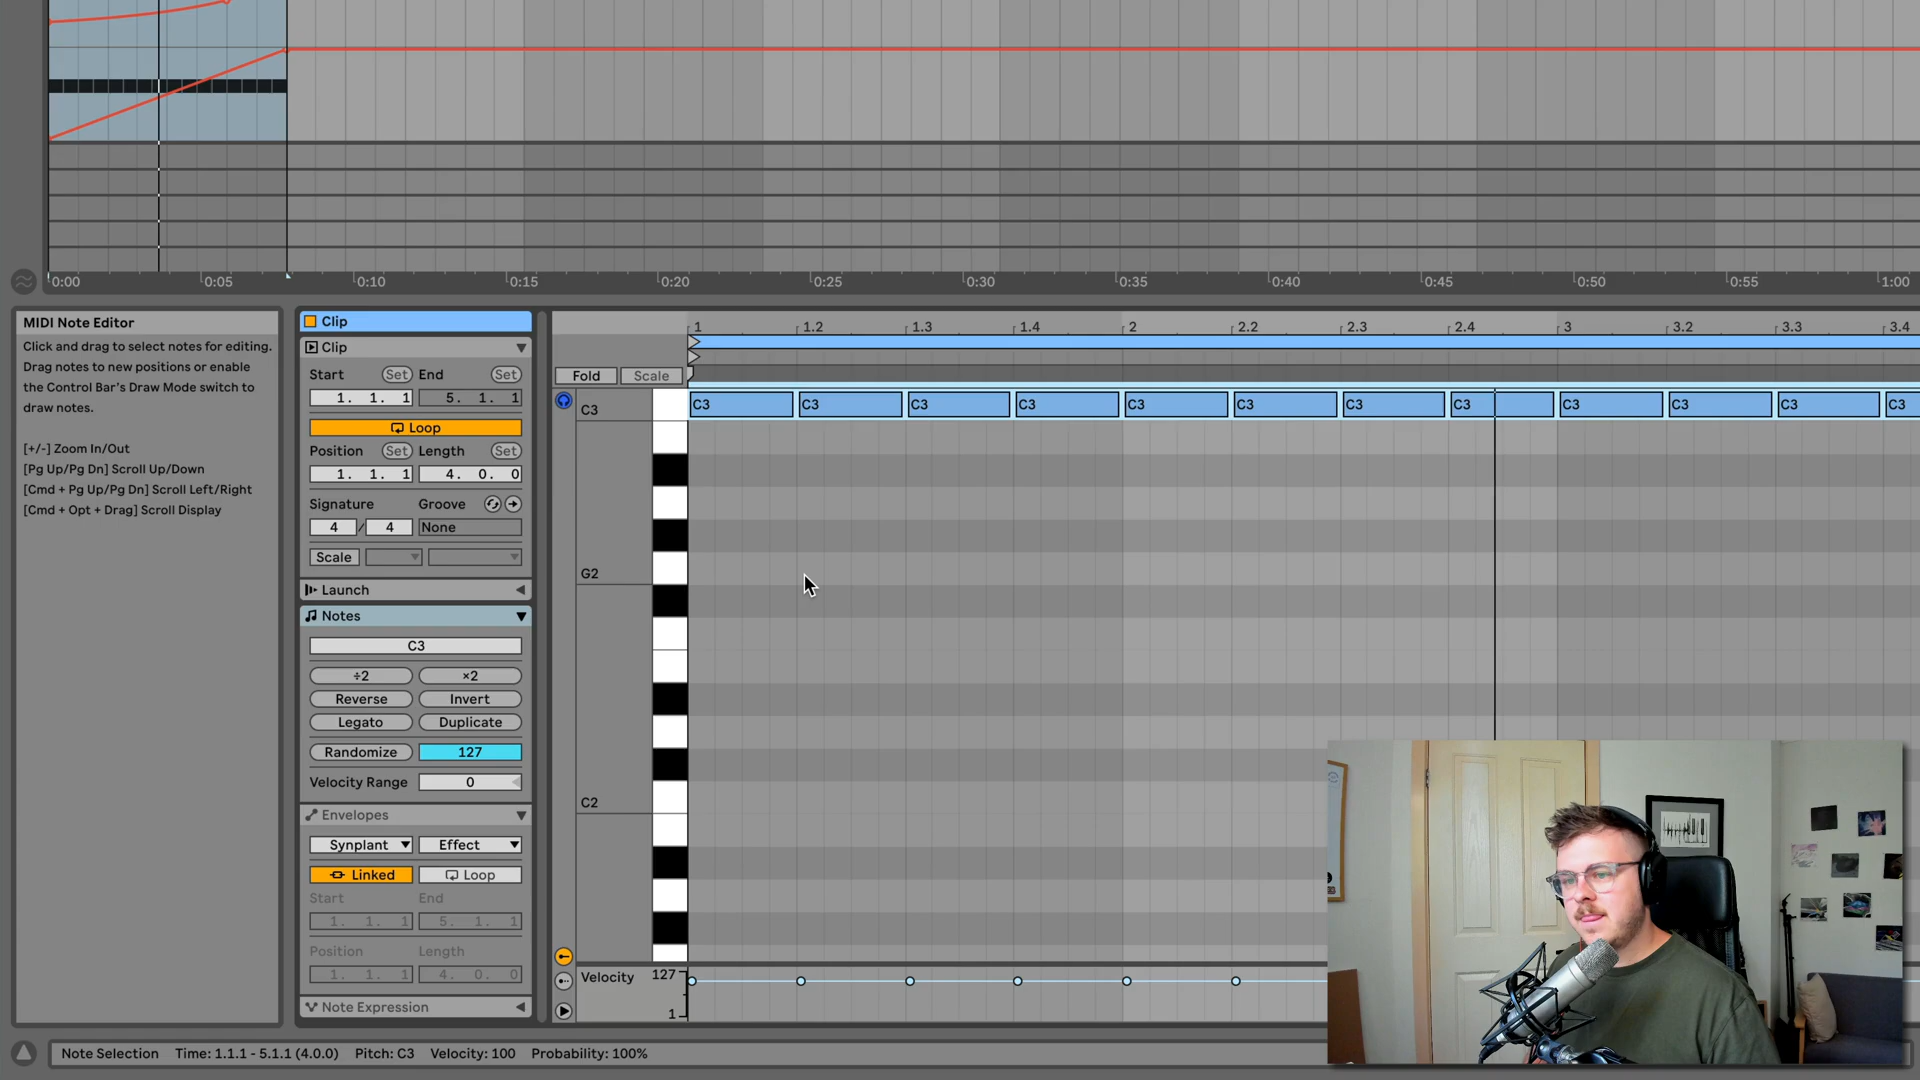 0:00 0:05 0:10 0:15 0:20 0:25 0:30 0:35 0:40 0:45 0:50 0:55 1:00
MIDI Note Editor
Click and drag to select notes for editing.
Drag notes to new positions or enable
the Control Bar's Draw Mode switch to
draw notes.
[+/-] Zoom In/Out
[Pg Up/Pg Dn] Scroll Up/Down
[Cmd + Pg Up/Pg Dn] Scroll Left/Right
[Cmd + Opt + Drag] Scroll Display
Clip
Clip
Start Set End Set
1. 1. 1 5. 1. 1
Loop
Position Set Length Set
1. 1. 1 4. 0. 0
Signature Groove
4 / 4 None
Scale
Launch
Notes
C3
÷2 ×2
Reverse Invert
Legato Duplicate
Randomize 127
Velocity Range 0
Envelopes
Synplant Effect
Linked Loop
Start End
1. 1. 1 5. 1. 1
Position Length
1. 1. 1 4. 0. 0
Note Expression
1 1.2 1.3 1.4 2 2.2 2.3 2.4 3 3.2 3.3 3.4
Fold Scale
C3 C3 C3 C3 C3 C3 C3 C3 C3 C3 C3 C3 C3
G2
C2
Velocity 127
1
Note Selection Time: 1.1.1 - 5.1.1 (4.0.0) Pitch: C3 Velocity: 100 Probability: 100%